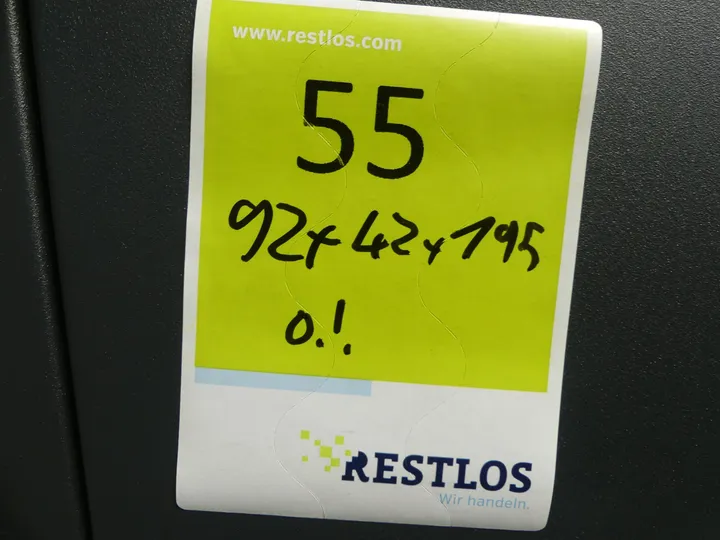 www.restlos.com
55
92x42x195
o.!.
RESTLOS
Wir handeln.